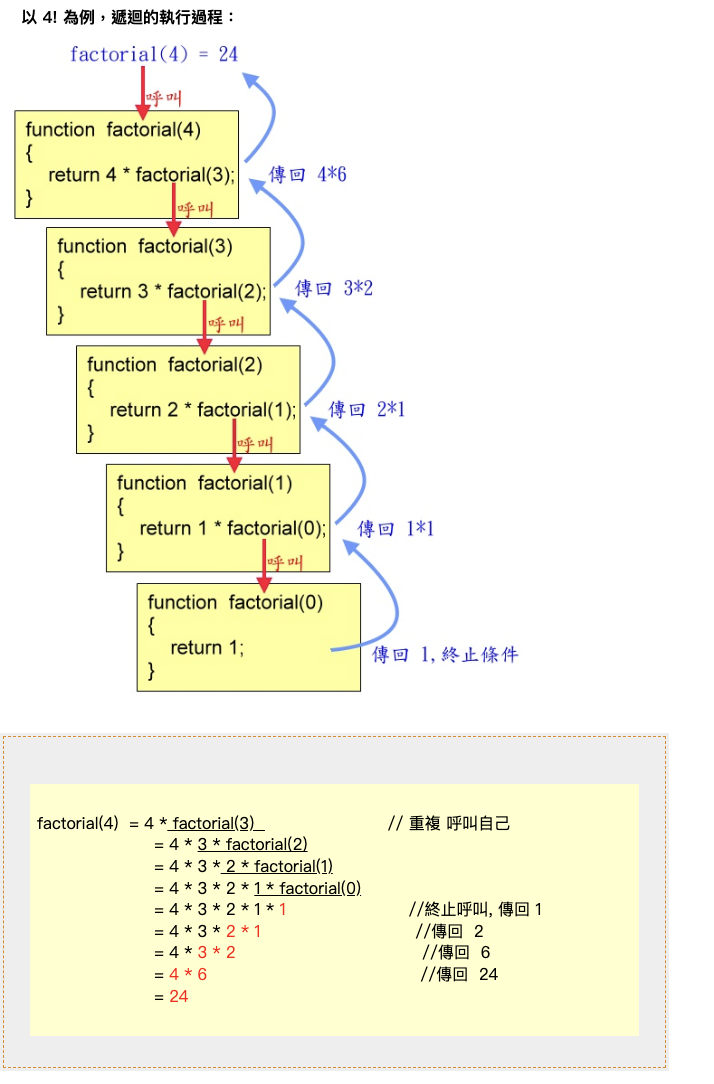 以 4! 為例，遞迴的執行過程：
factorial(4) = 24
呼叫
function factorial(4)
{
return 4 * factorial(3);
}
傳回 4*6
呼叫
function factorial(3)
{
return 3 * factorial(2);
}
傳回 3*2
呼叫
function factorial(2)
{
return 2 * factorial(1);
}
傳回 2*1
呼叫
function factorial(1)
{
return 1 * factorial(0);
}
傳回 1*1
呼叫
function factorial(0)
{
return 1;
}
傳回 1,終止條件
factorial(4) = 4 * factorial(3) // 重複 呼叫自己
= 4 * 3 * factorial(2)
= 4 * 3 * 2 * factorial(1)
= 4 * 3 * 2 * 1 * factorial(0)
= 4 * 3 * 2 * 1 * 1 //終止呼叫, 傳回 1
= 4 * 3 * 2 * 1 //傳回 2
= 4 * 3 * 2 //傳回 6
= 4 * 6 //傳回 24
= 24